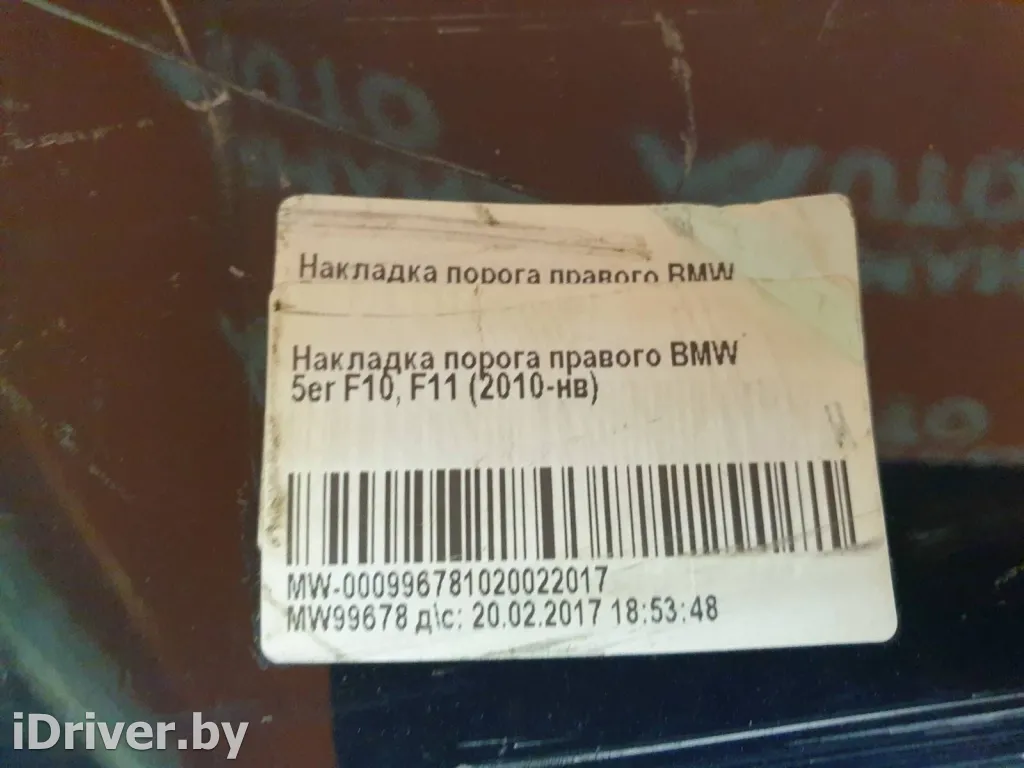 Накладка порога правого BMW
Накладка порога правого BMW
5er F10, F11 (2010-нв)
MW-000996781020022017
MW99678 д\с: 20.02.2017 18:53:48
iDriver.by